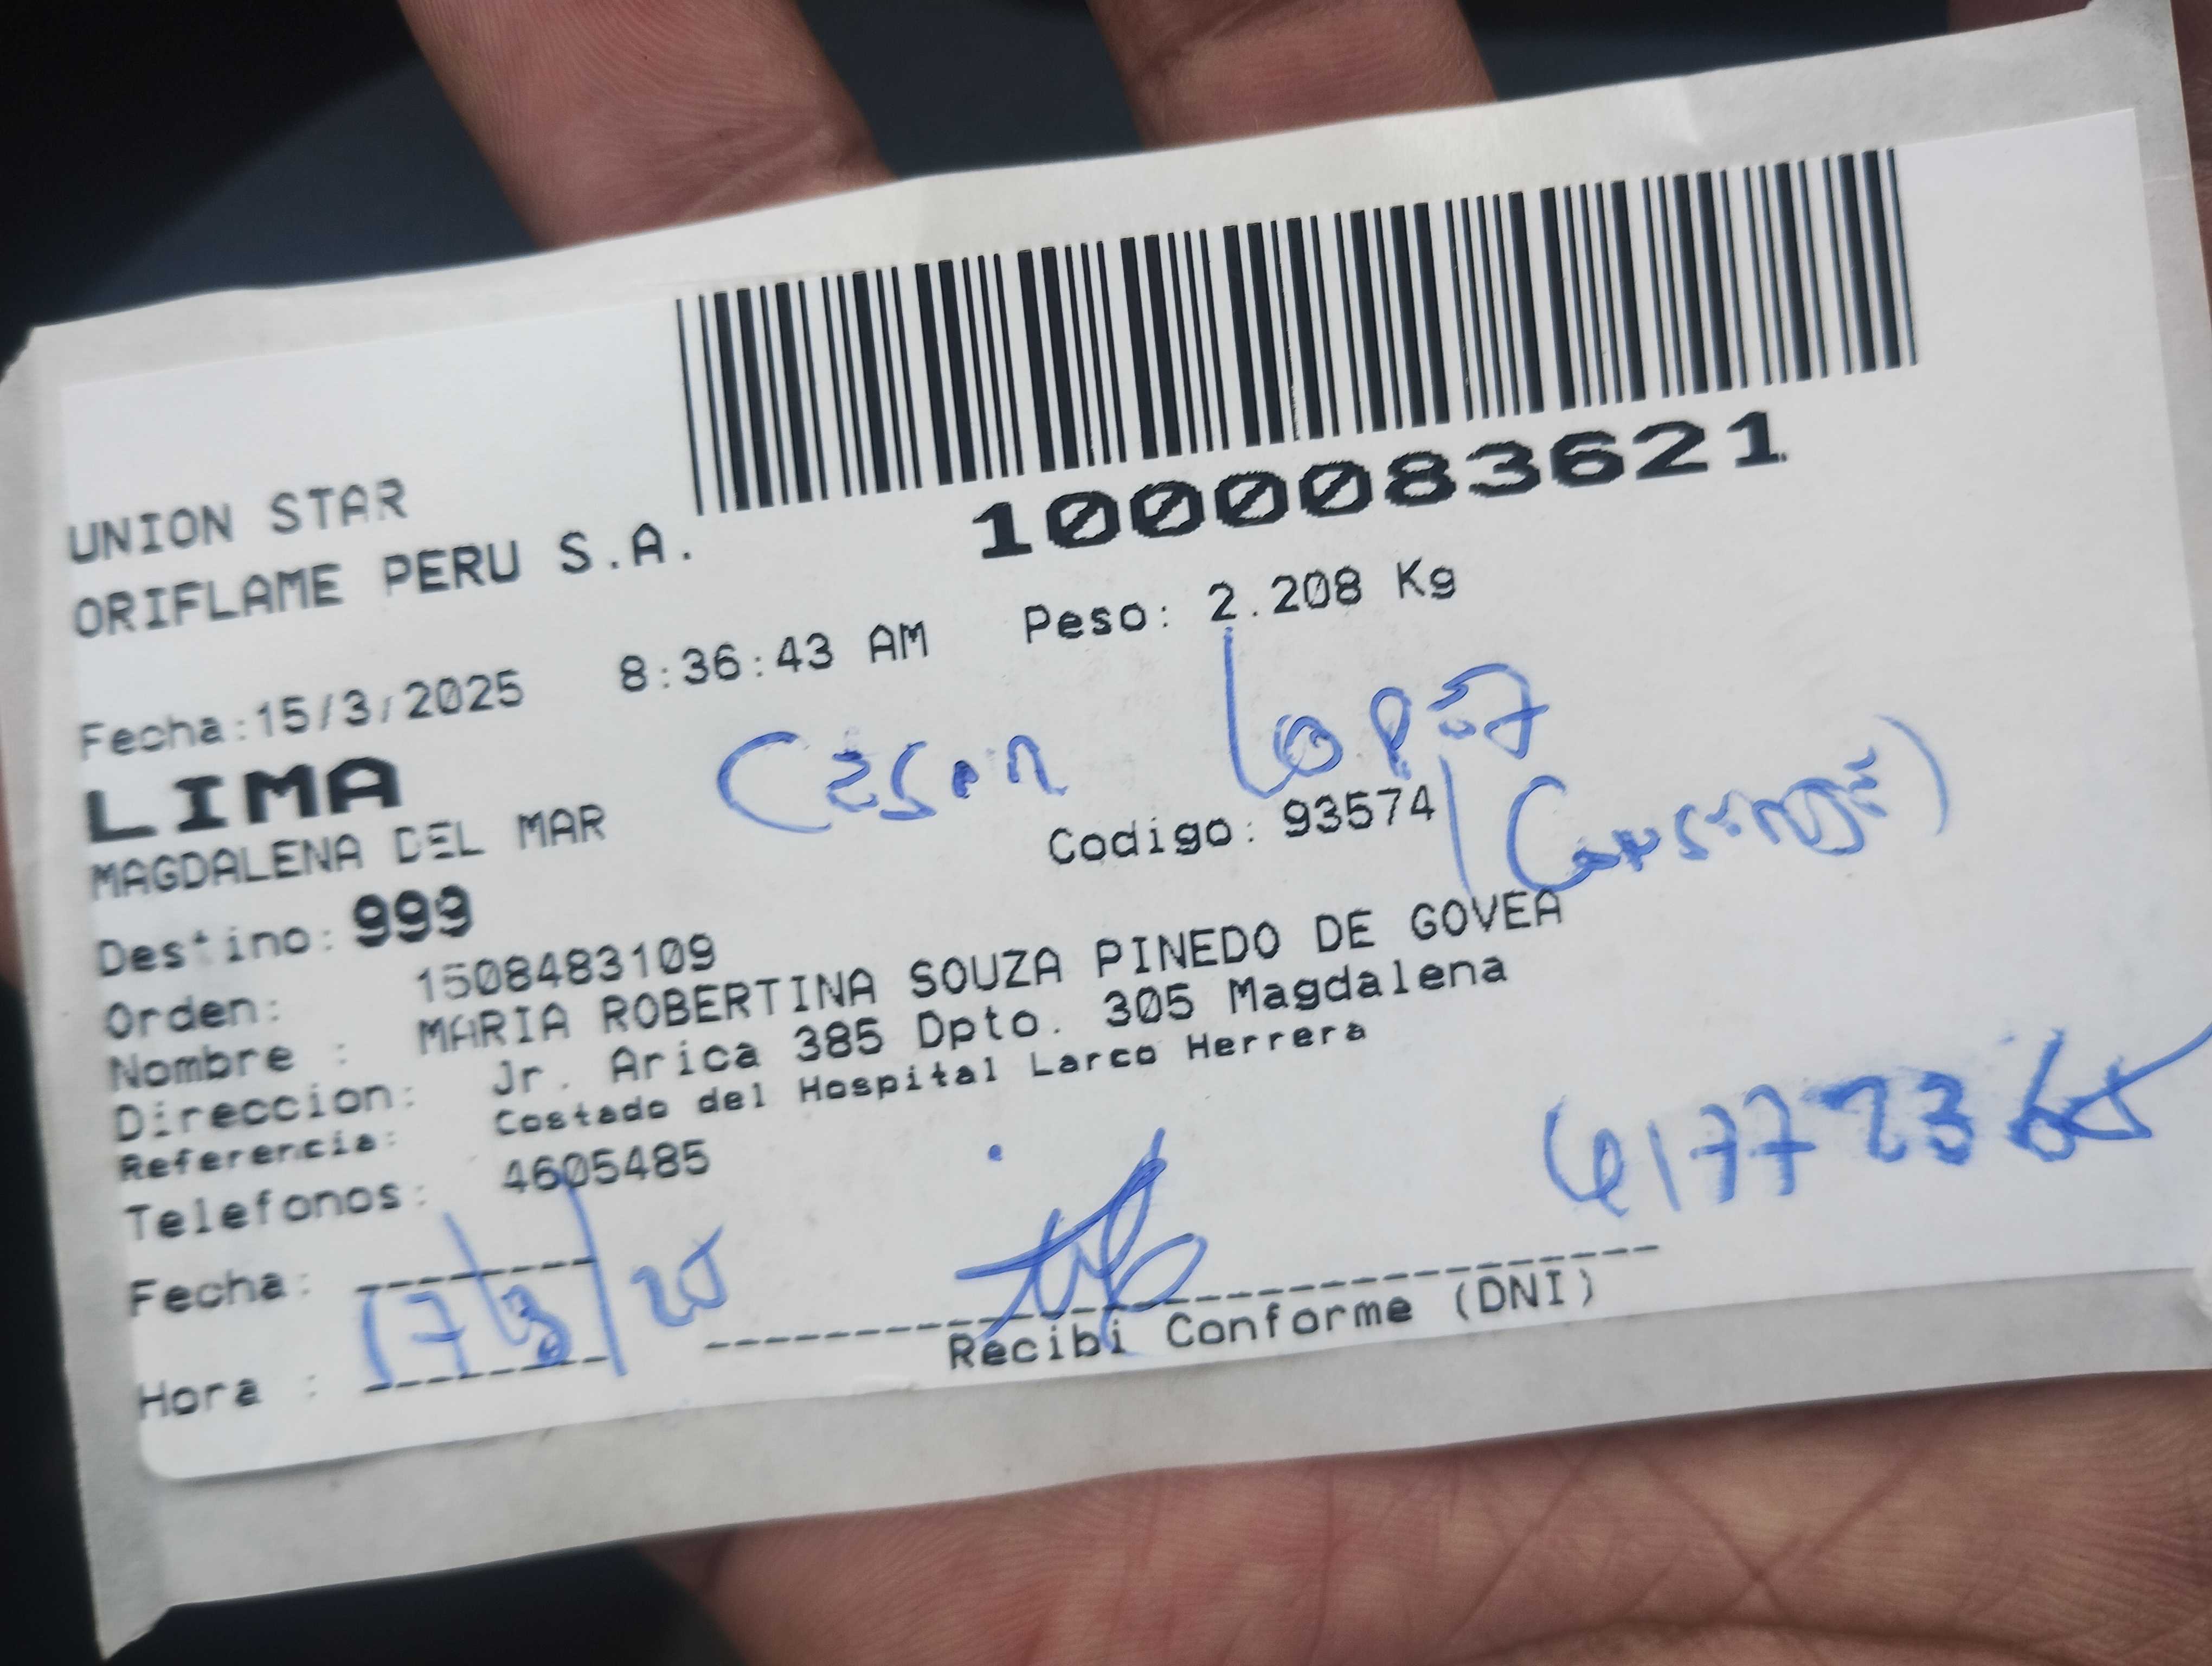 1000083621
UNION STAR
ORIFLAME PERU S.A.
Fecha:15/3/2025 8:36:43 AM Peso: 2.208 Kg
LIMA
Cesar Lopez
MAGDALENA DEL MAR
Codigo: 93574
Destino: 999
Orden: 1508483109
Nombre : MARIA ROBERTINA SOUZA PINEDO DE GOVEA
Direccion: Jr. Arica 385 Dpto. 305 Magdalena
Referencia: Costado del Hospital Larco Herrera
Telefonos: 4605485
Fecha:
17/3/25
Hora :
Recibi Conforme (DNI)